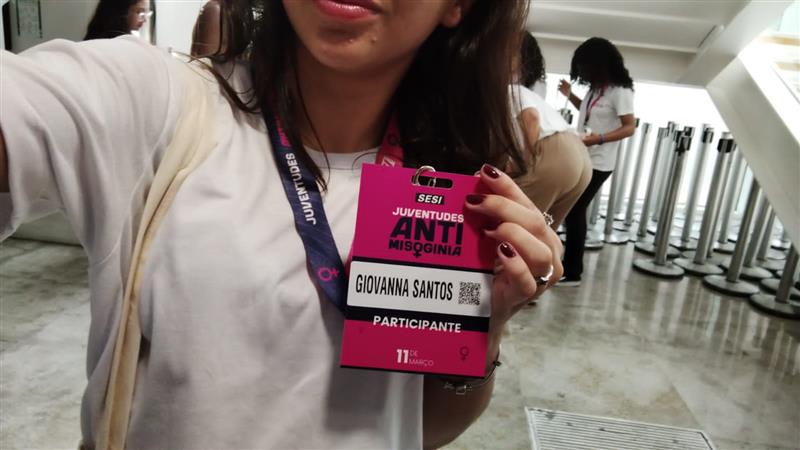 JUVENTUDES
SESI
JUVENTUDES
ANTI
MISOGINIA
GIOVANNA SANTOS
PARTICIPANTE
11 DE
MARÇO